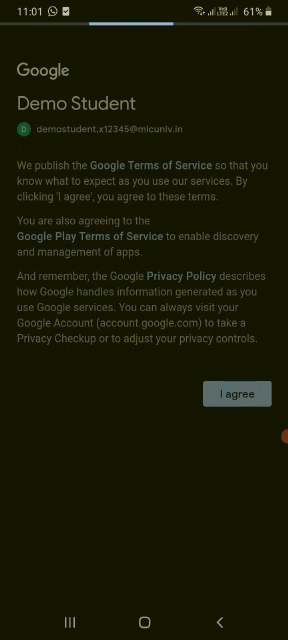 11:01
61%
Google
Demo Student
D demostudent.x12345@mlcuniv.in
We publish the Google Terms of Service so that you
know what to expect as you use our services. By
clicking 'I agree', you agree to these terms.
You are also agreeing to the
Google Play Terms of Service to enable discovery
and management of apps.
And remember, the Google Privacy Policy describes
how Google handles information generated as you
use Google services. You can always visit your
Google Account (account.google.com) to take a
Privacy Checkup or to adjust your privacy controls.
I agree